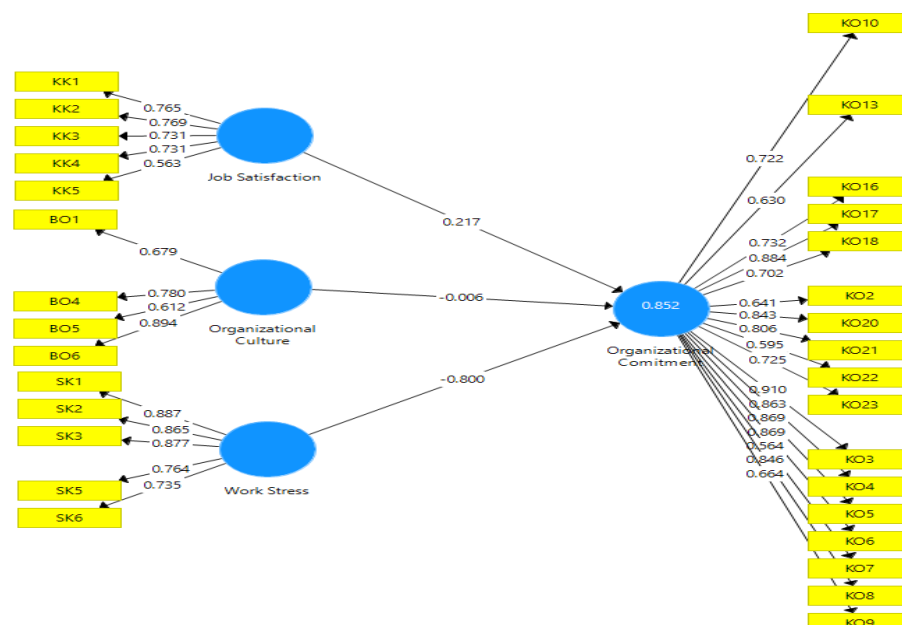 KO10
KK1
0.765
KK2
0.769
KK3
0.731
KK4
0.731
KK5
0.563
Job Satisfaction
KO13
0.722
KO16
0.630
KO17
0.732
KO18
0.884
0.702
BO1
0.679
0.217
BO4
0.780
BO5
0.612
BO6
0.894
Organizational
Culture
-0.006
0.852
Organizational
Comitment
KO2
0.641
KO20
0.843
KO21
0.806
KO22
0.595
KO23
0.725
SK1
0.887
SK2
0.865
SK3
0.877
SK5
0.764
SK6
0.735
Work Stress
-0.800
0.910
0.863
0.869
0.869
0.564
0.846
0.664
KO3
KO4
KO5
KO6
KO7
KO8
KO9